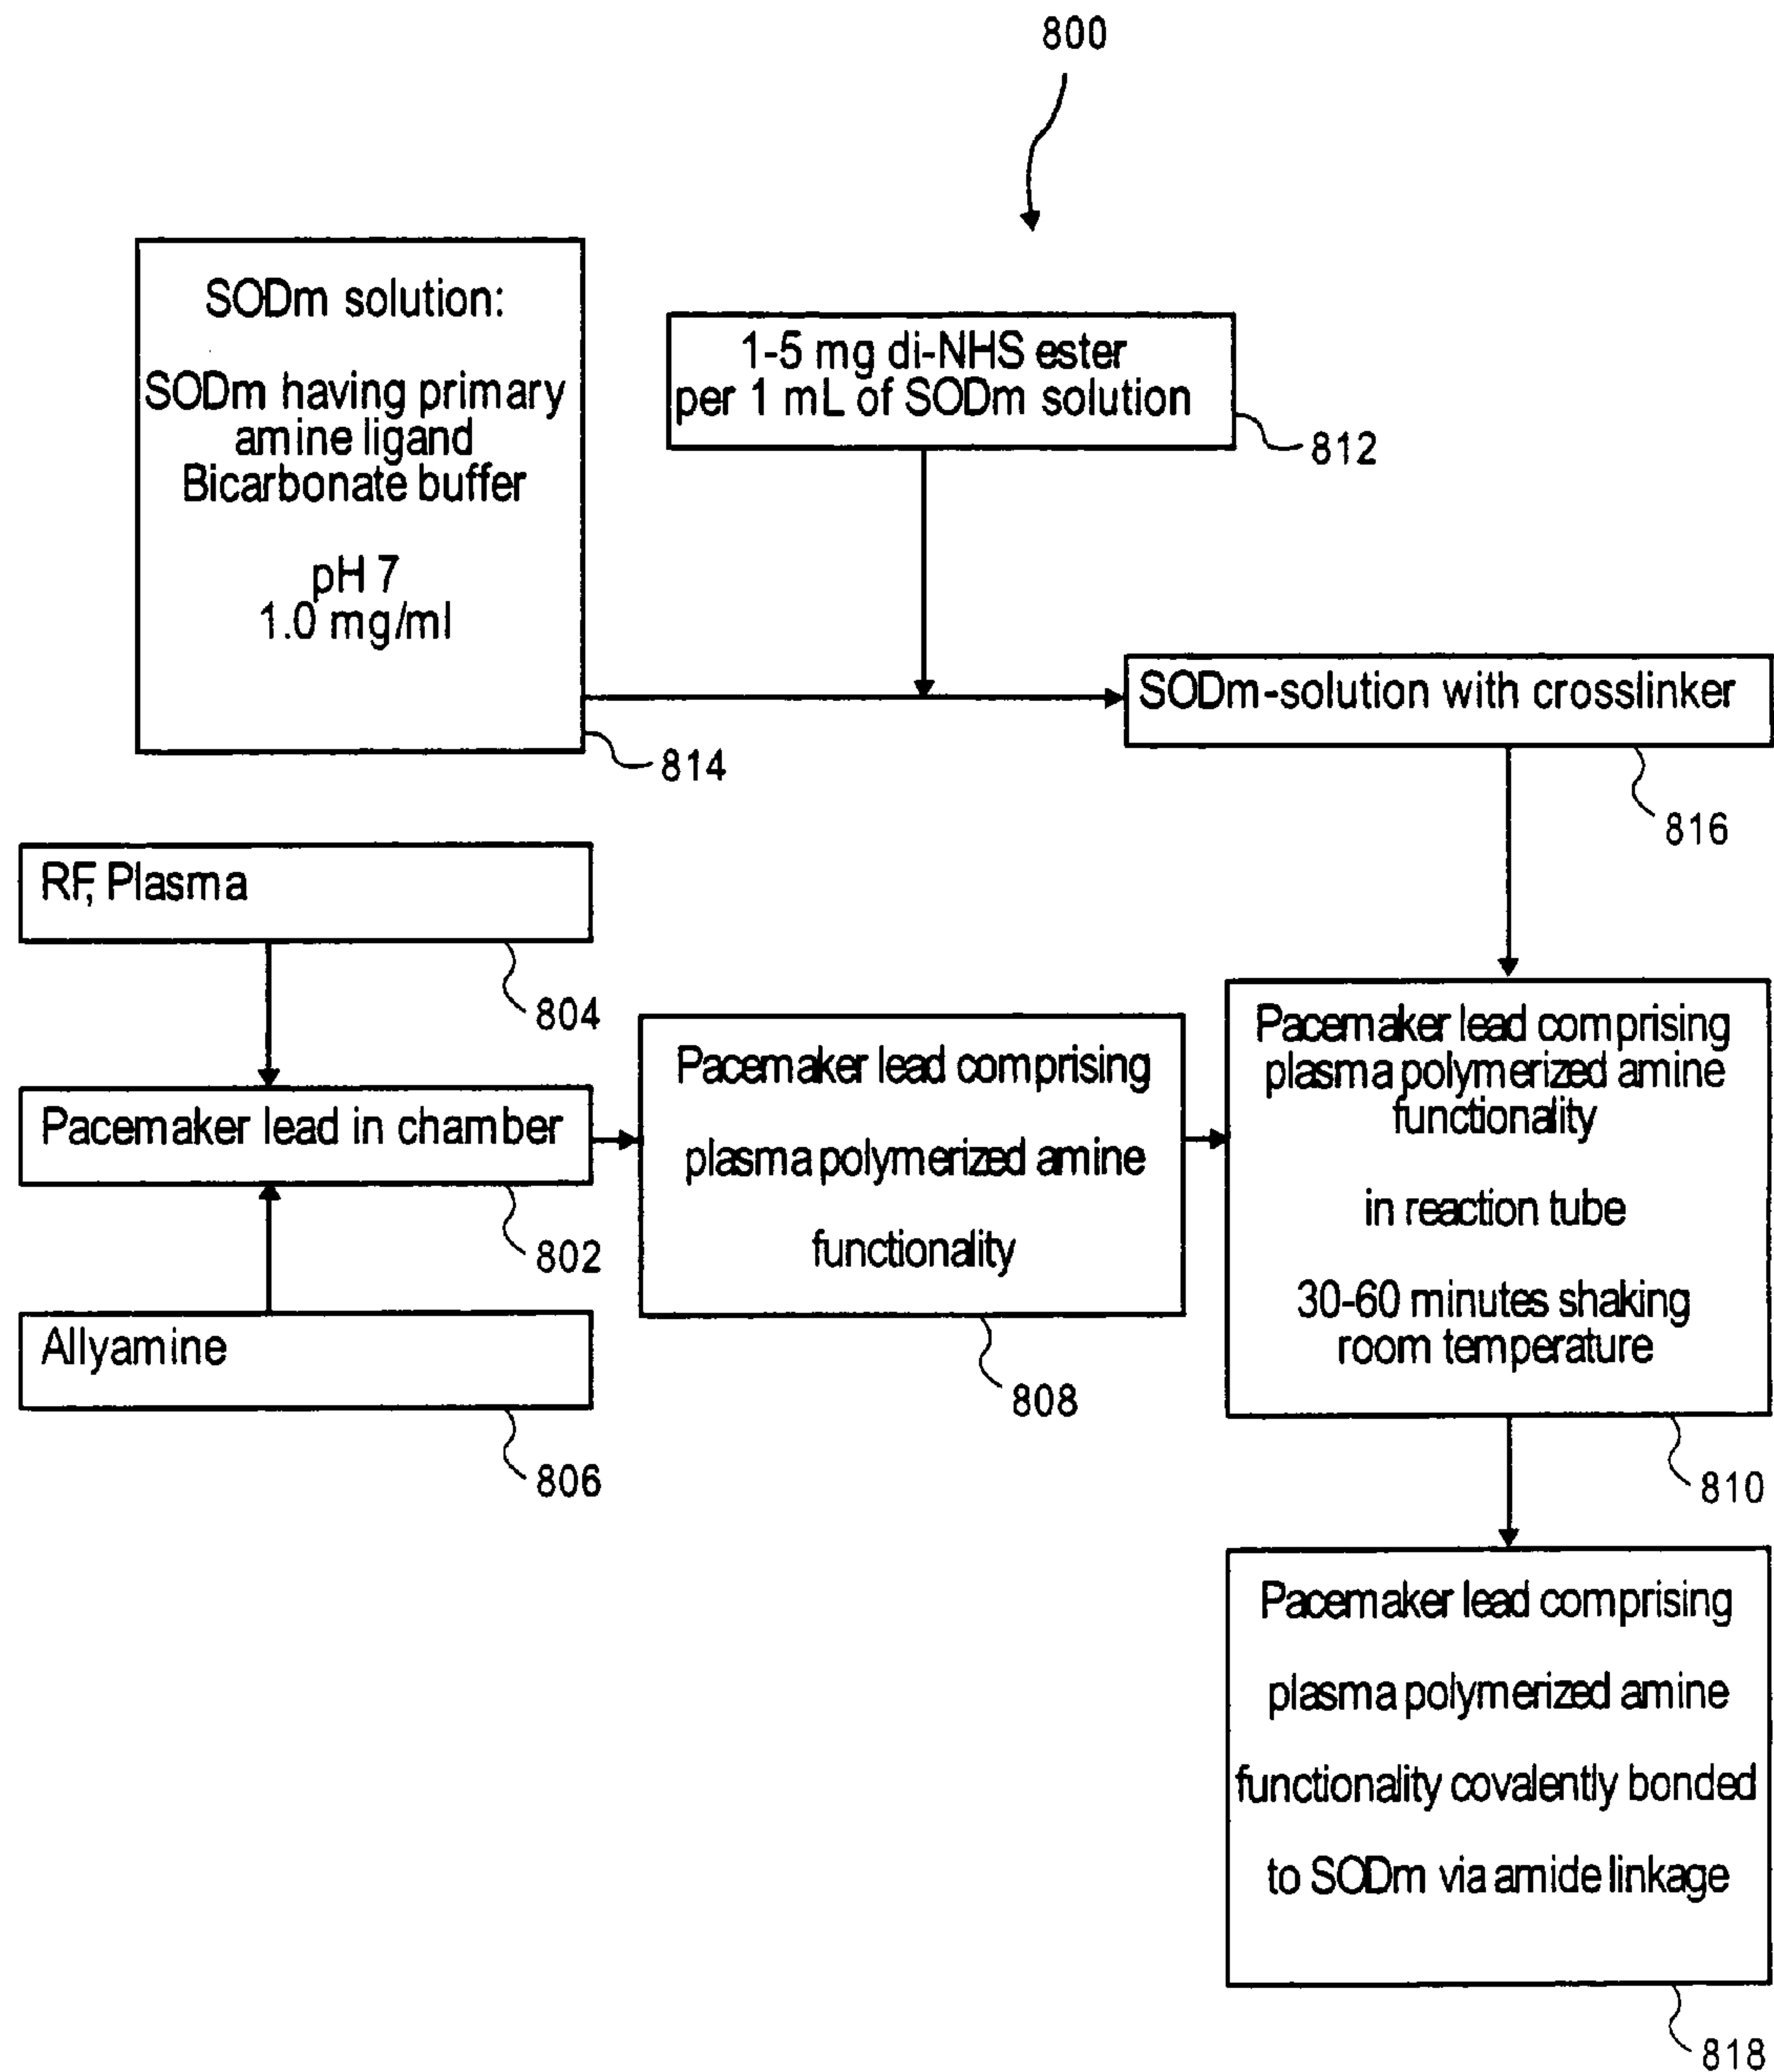 800
SODm solution:
SODm having primary
amine ligand
Bicarbonate buffer
pH 7
1.0 mg/ml
814
1-5 mg di-NHS ester
per 1 mL of SODm solution
812
SODm-solution with crosslinker
816
RF, Plasma
804
Pacemaker lead in chamber
802
Allyamine
806
Pacemaker lead comprising
plasma polymerized amine
functionality
808
Pacemaker lead comprising
plasma polymerized amine
functionality
in reaction tube
30-60 minutes shaking
room temperature
810
Pacemaker lead comprising
plasma polymerized amine
functionality covalently bonded
to SODm via amide linkage
818